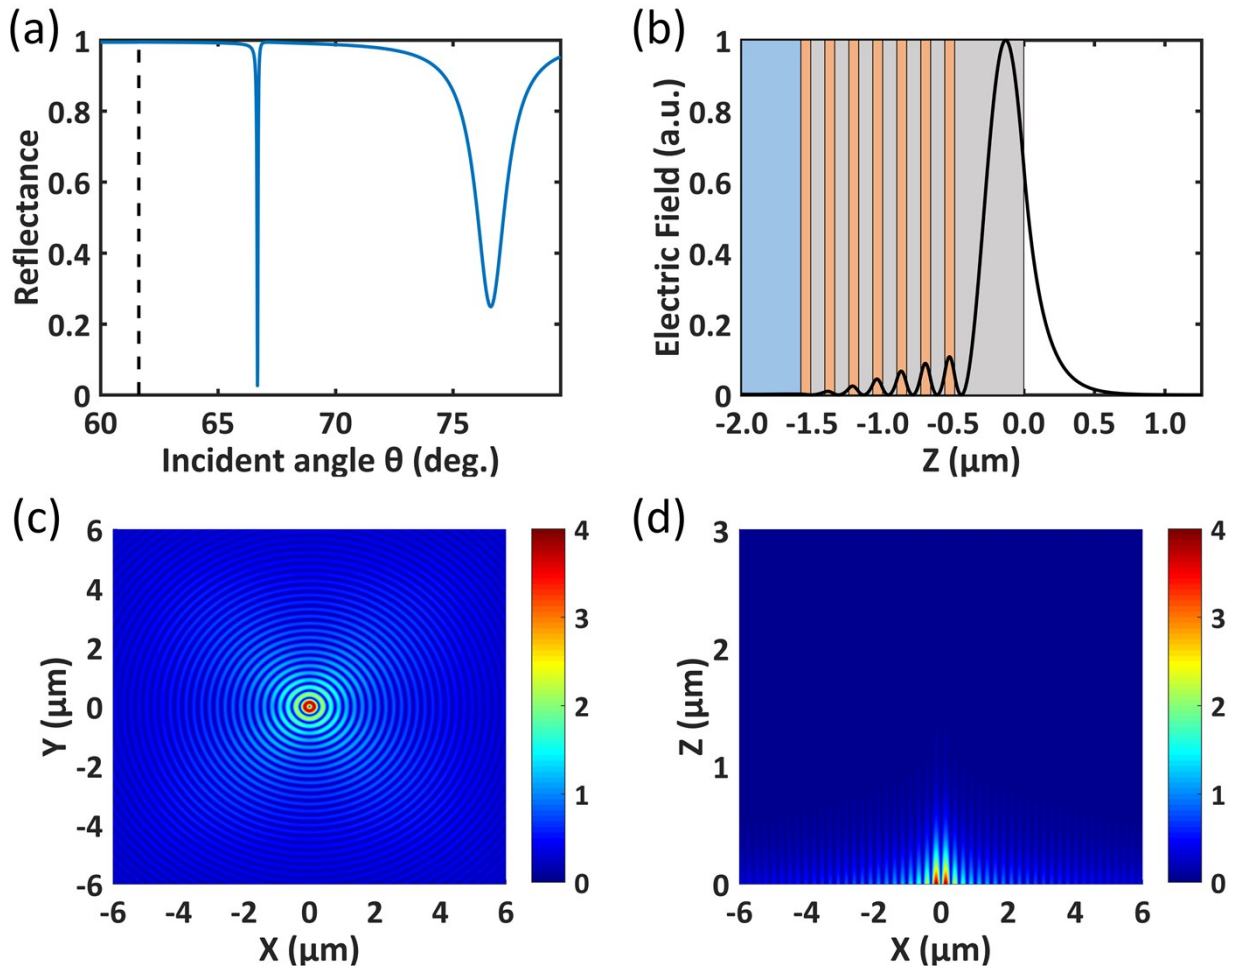 (a)
Reflectance
1
0.8
0.6
0.4
0.2
0
60 65 70 75
Incident angle θ (deg.)
(b)
Electric Field (a.u.)
1
0.8
0.6
0.4
0.2
0
-2.0 -1.5 -1.0 -0.5 0.0 0.5 1.0
Z (μm)
(c)
Y (μm)
6
4
2
0
-2
-4
-6
-6 -4 -2 0 2 4 6
X (μm)
4
3
2
1
0
(d)
Z (μm)
3
2
1
0
-6 -4 -2 0 2 4 6
X (μm)
4
3
2
1
0